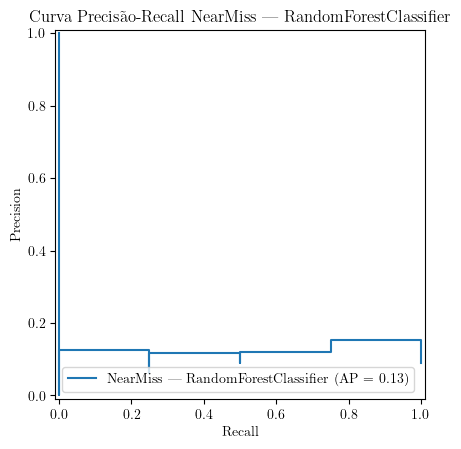 Curva Precisão-Recall NearMiss — RandomForestClassifier
1.0
0.8
0.6
0.4
0.2
0.0
Precision
NearMiss — RandomForestClassifier (AP = 0.13)
0.0 0.2 0.4 0.6 0.8 1.0
Recall